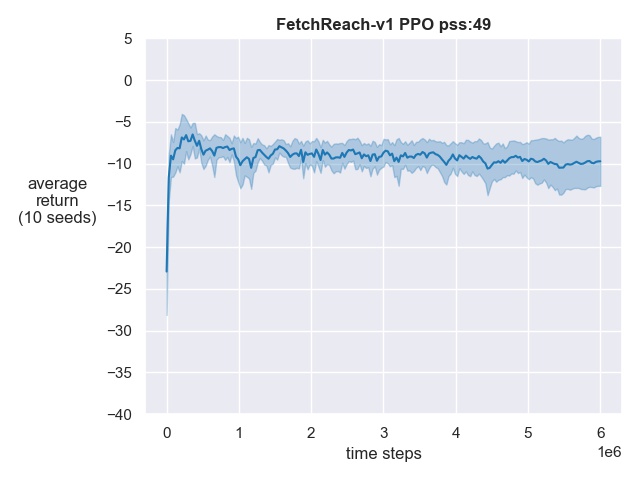 FetchReach-v1 PPO pss:49
5
0
−5
−10
−15
−20
−25
−30
−35
−40
average
return
(10 seeds)
0 1 2 3 4 5 6
1e6
time steps